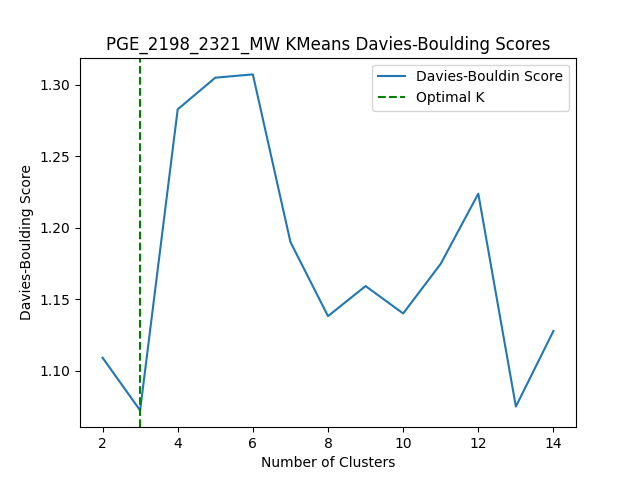 PGE_2198_2321_MW KMeans Davies-Boulding Scores
Davies-Bouldin Score
Optimal K
1.30
1.25
1.20
1.15
1.10
Davies-Boulding Score
2 4 6 8 10 12 14
Number of Clusters